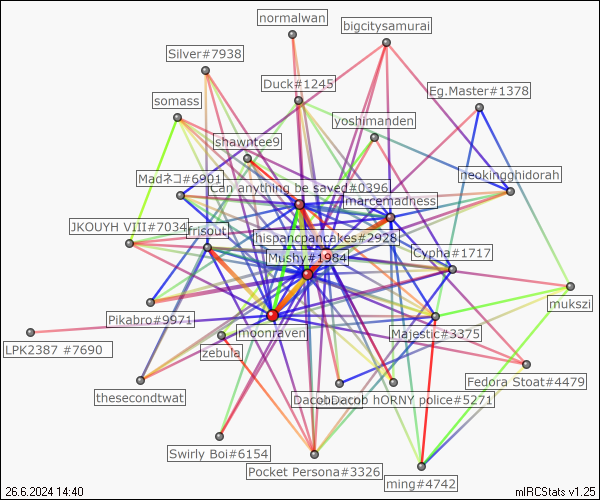 normalwan
bigcitysamurai
Silver#7938
Duck#1245
Eg.Master#1378
somass
yoshimanden
shawntee9
neokingghidorah
Madネコ#6901
Can anything be saved#0396
marcemadness
JKOUYH VIII#7034
frisout
hispancpancakes#2928
Mushy#1984
Cypha#1717
mukszi
Pikabro#9971
moonraven
Majestic#3375
LPK2387 #7690
zebula
Fedora Stoat#4479
thesecondtwat
DacobDacob hORNY police#5271
Swirly Boi#6154
Pocket Persona#3326
ming#4742
26.6.2024 14:40
mIRCStats v1.25